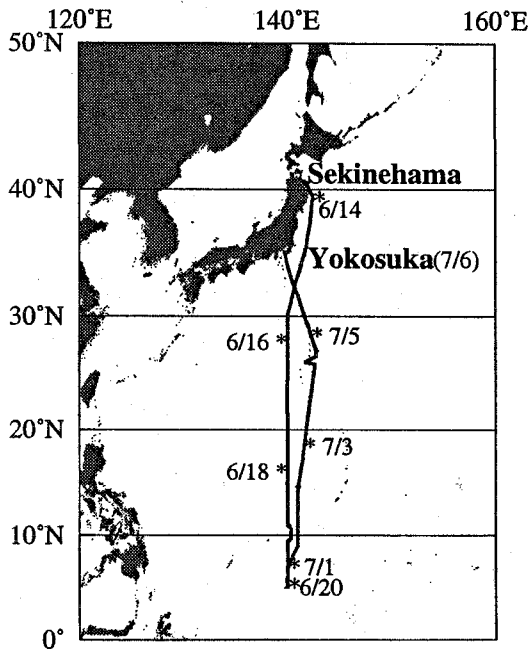 120°E 140°E 160°E
50°N
Sekinehama
40°N
* 6/14
Yokosuka(7/6)
30°N
6/16 * * 7/5
20°N
* 7/3
6/18 *
10°N
* 7/1
* 6/20
0°